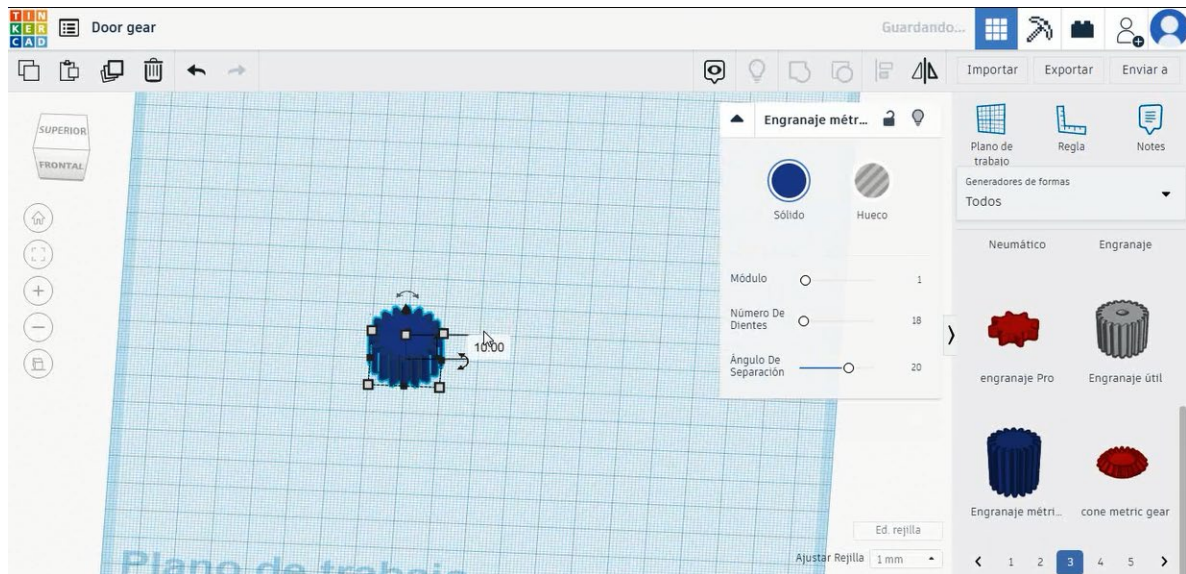 TIN
KER
CAD
Door gear
Guardando...
Importar
Exportar
Enviar a
SUPERIOR
FRONTAL
Engranaje métr...
Sólido
Hueco
Módulo
1
Número De
Dientes
18
Ángulo De
Separación
20
10.00
Plano de
trabajo
Regla
Notes
Generadores de formas
Todos
Neumático
Engranaje
engranaje Pro
Engranaje útil
Engranaje métri...
cone metric gear
Ed. rejilla
Ajustar Rejilla
1 mm
1
2
3
4
5
Plano de trabajo